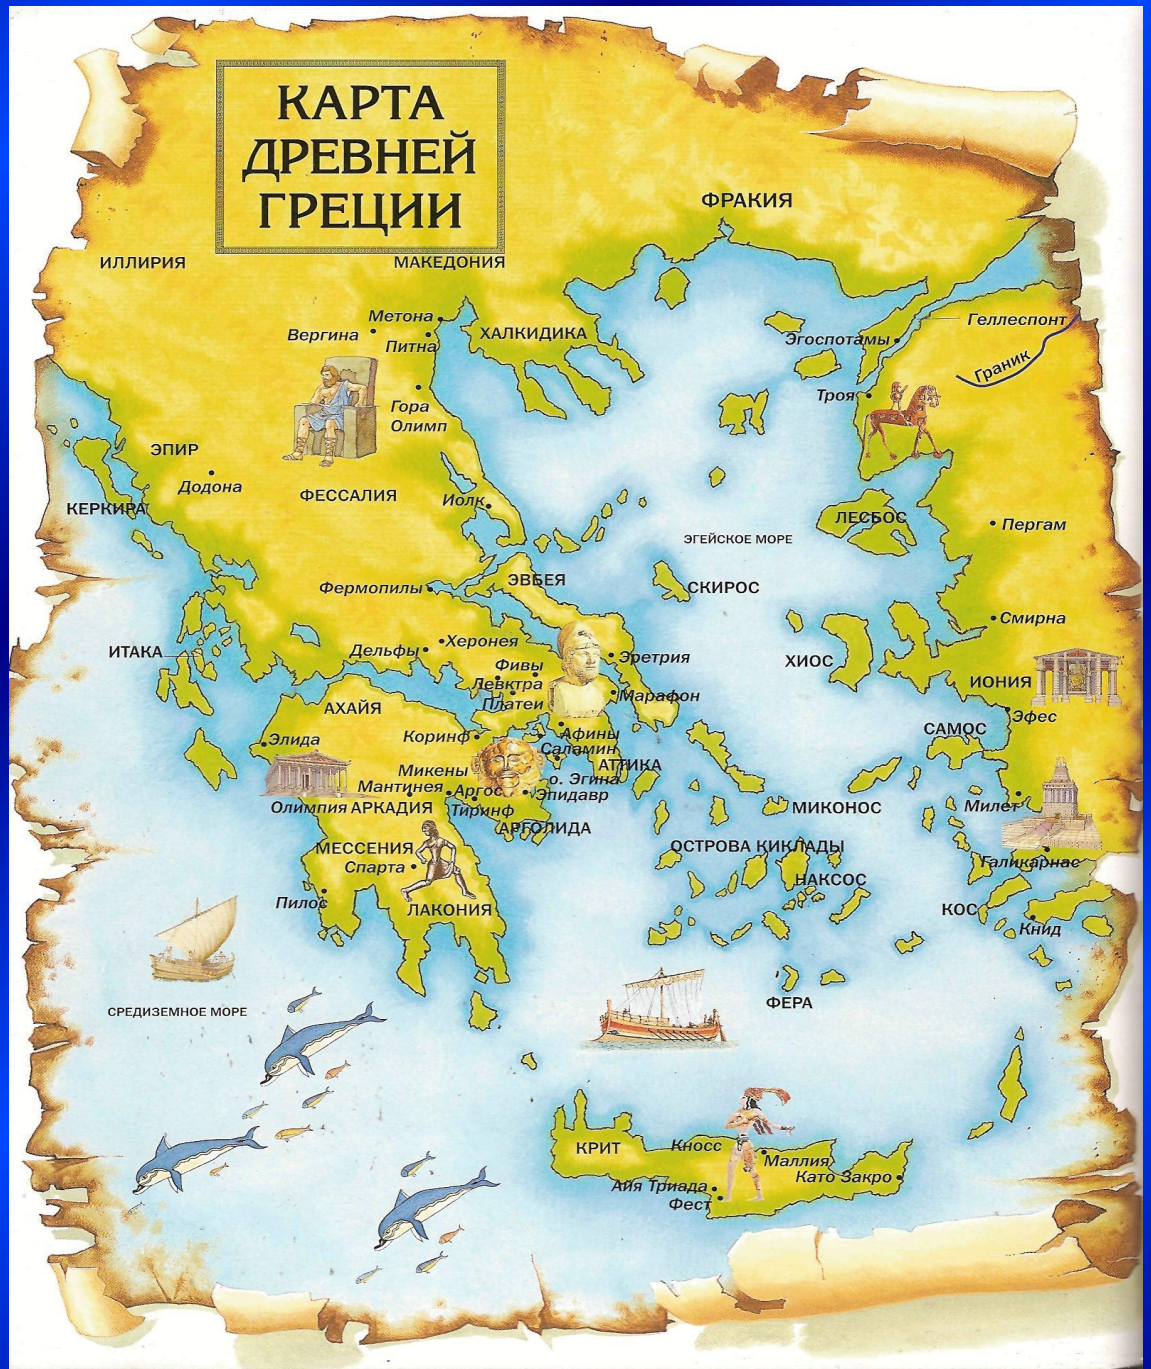 КАРТА
ДРЕВНЕЙ
ГРЕЦИИ
ФРАКИЯ
ИЛЛИРИЯ
МАКЕДОНИЯ
Метона
Вергина
Питна
ХАЛКИДИКА
Геллеспонт
Эгоспотамы
Граник
Троя
Гора
Олимп
ЭПИР
Додона
ФЕССАЛИЯ
Иолк
КЕРКИРА
ЛЕСБОС
Пергам
ЭГЕЙСКОЕ МОРЕ
Фермопилы
ЭВБЕЯ
СКИРОС
Смирна
ИТАКА
Дельфы
Херонея
Фивы
Эретрия
ХИОС
Левктра
Платеи
Марафон
ИОНИЯ
АХАЙЯ
Эфес
Элида
Коринф
Афины
Саламин
САМОС
АТТИКА
Микены
о. Эгина
Мантинея
Аргос
Эпидавр
Олимпия
АРКАДИЯ
Тиринф
МИКОНОС
Милет
АРГОЛИДА
МЕССЕНИЯ
ОСТРОВА КИКЛАДЫ
Спарта
Галикарнас
НАКСОС
Пилос
ЛАКОНИЯ
КОС
Книд
ФЕРА
СРЕДИЗЕМНОЕ МОРЕ
КРИТ
Кносс
Маллия
Като Закро
Айя Триада
Фест